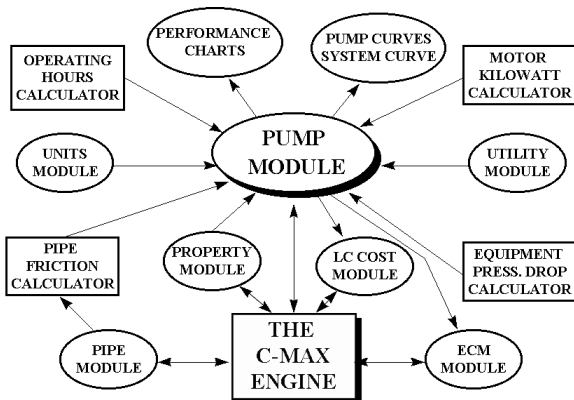 PERFORMANCE
CHARTS
PUMP CURVES
SYSTEM CURVE
OPERATING
HOURS
CALCULATOR
MOTOR
KILOWATT
CALCULATOR
PUMP
MODULE
UNITS
MODULE
UTILITY
MODULE
PIPE
FRICTION
CALCULATOR
PROPERTY
MODULE
LC COST
MODULE
EQUIPMENT
PRESS. DROP
CALCULATOR
THE
C-MAX
ENGINE
PIPE
MODULE
ECM
MODULE